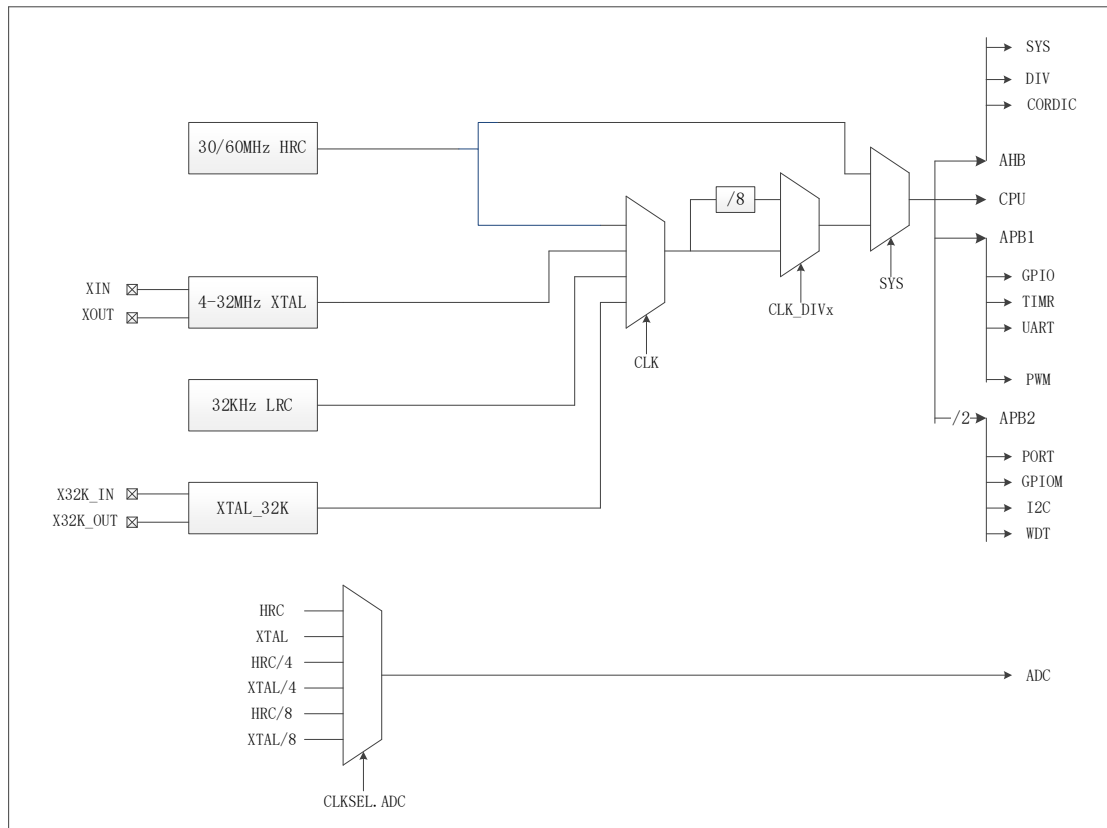 SYS
DIV
CORDIC
30/60MHz HRC
AHB
/8
CPU
APB1
SYS
GPIO
XIN
4-32MHz XTAL
TIMR
CLK_DIVx
XOUT
UART
CLK
PWM
32KHz LRC
/2
APB2
PORT
GPIOM
X32K_IN
XTAL_32K
I2C
X32K_OUT
WDT
HRC
XTAL
HRC/4
ADC
XTAL/4
HRC/8
XTAL/8
CLKSEL.ADC